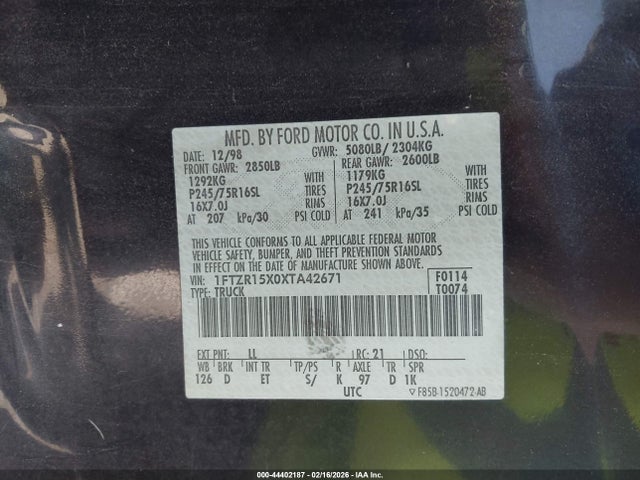 MFD. BY FORD MOTOR CO. IN U.S.A.
DATE: 12/98 GVWR: 5080LB/ 2304KG
FRONT GAWR: 2850LB REAR GAWR: 2600LB
1292KG WITH 1179KG WITH
P245/75R16SL TIRES P245/75R16SL TIRES
16X7.0J RIMS 16X7.0J RIMS
AT 207 kPa/30 PSI COLD AT 241 kPa/35 PSI COLD
THIS VEHICLE CONFORMS TO ALL APPLICABLE FEDERAL MOTOR
VEHICLE SAFETY, BUMPER, AND THEFT PREVENTION STANDARDS
IN EFFECT ON THE DATE OF MANUFACTURE SHOWN ABOVE.
VIN: 1FTZR15X0XTA42671 F0114
TYPE: TRUCK T0074
EXT PNT: LL RC: 21 DSO:
WB BRK INT TR TP/PS R AXLE TR SPR
126 D ET S/ K 97 D 1K
UTC ▽ F85B-1520472-AB
000-44402187 - 02/16/2026 - IAA Inc.